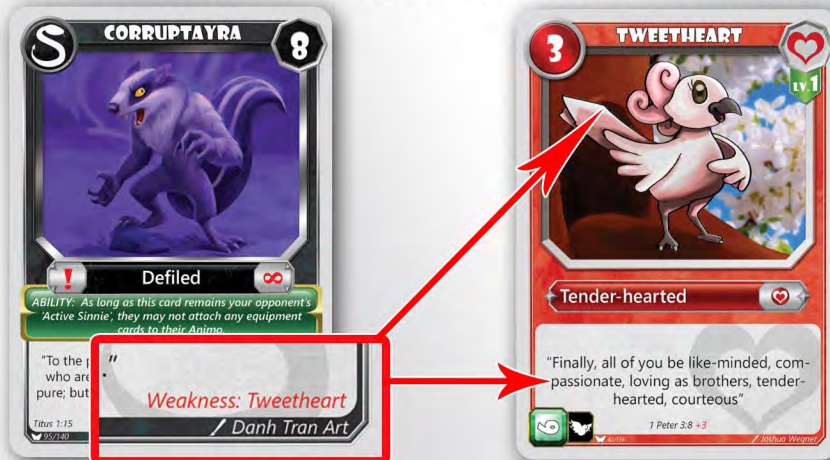 S
CORRUPTAYRA
8
!
Defiled
∞
ABILITY: As long as this card remains your opponent's
'Active Sinnie', they may not attach any equipment
cards to their Animo.
"To the
who are
pure; but
Titus 1:15
95/140
"
Weakness: Tweetheart
Danh Tran Art
3
TWEETHEART
LV.1
Tender-hearted
"Finally, all of you be like-minded, com-
passionate, loving as brothers, tender-
hearted, courteous"
1 Peter 3:8 +3
Joshua Wegner